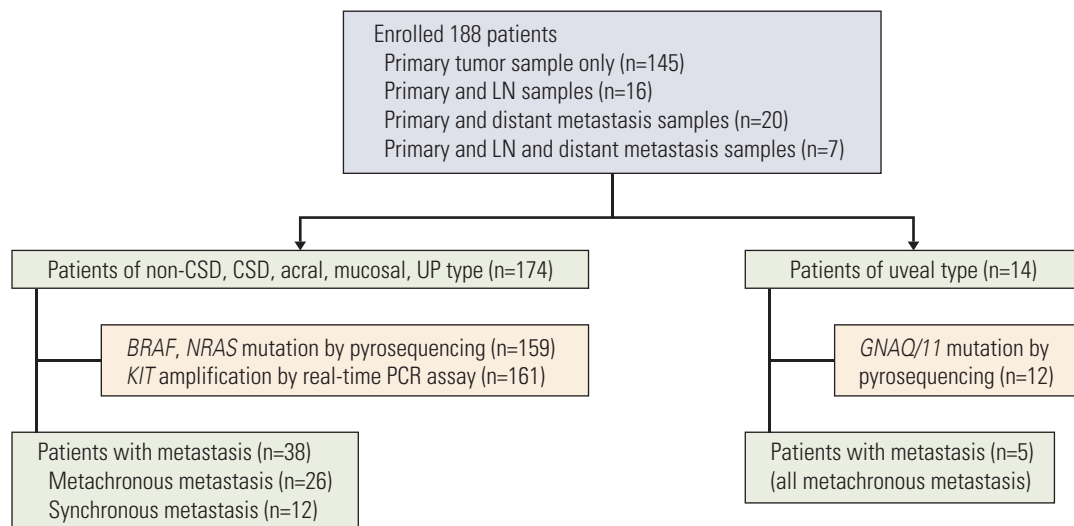 Enrolled 188 patients
Primary tumor sample only (n=145)
Primary and LN samples (n=16)
Primary and distant metastasis samples (n=20)
Primary and LN and distant metastasis samples (n=7)
Patients of non-CSD, CSD, acral, mucosal, UP type (n=174)
BRAF, NRAS mutation by pyrosequencing (n=159)
KIT amplification by real-time PCR assay (n=161)
Patients with metastasis (n=38)
Metachronous metastasis (n=26)
Synchronous metastasis (n=12)
Patients of uveal type (n=14)
GNAQ/11 mutation by
pyrosequencing (n=12)
Patients with metastasis (n=5)
(all metachronous metastasis)